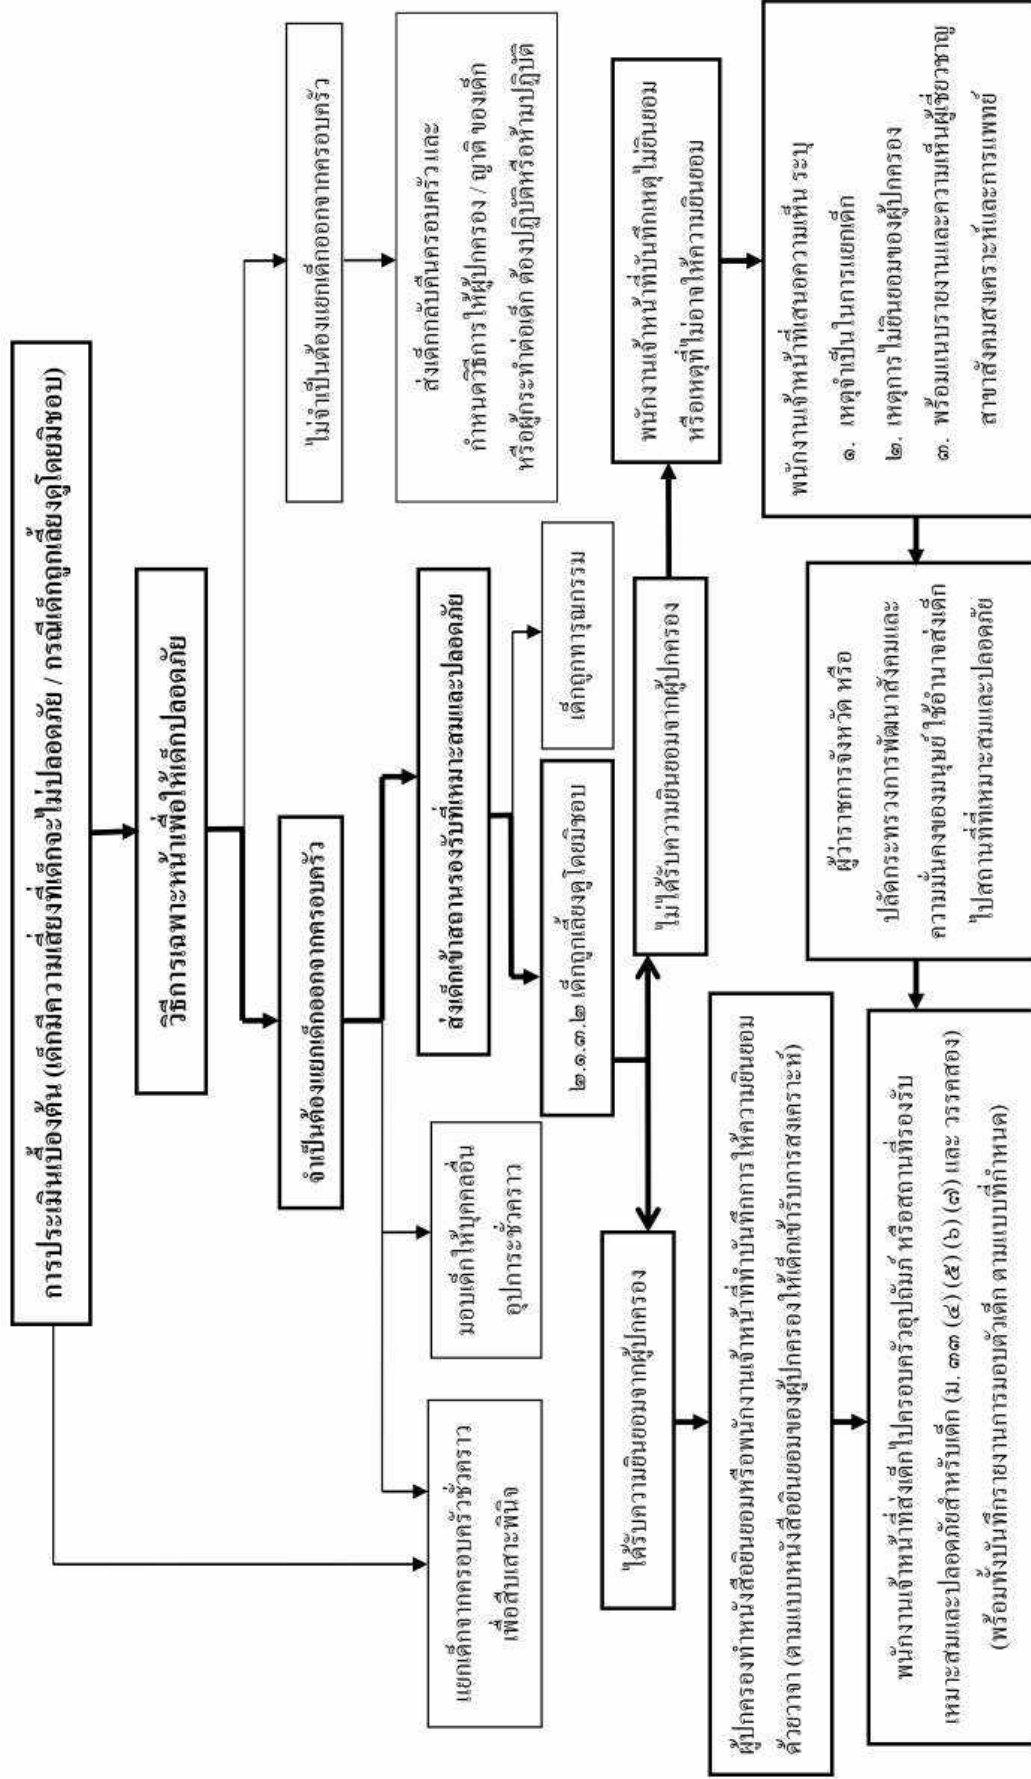 การประเมินเบื้องต้น (เด็กมีความเสี่ยงที่เด็กจะไม่ปลอดภัย / กรณีเด็กถูกเลี้ยงดูโดยมิชอบ)
วิธีการเฉพาะหน้าเพื่อให้เด็กปลอดภัย
จำเป็นต้องแยกเด็กออกจากครอบครัว
ไม่จำเป็นต้องแยกเด็กออกจากครอบครัว
แยกเด็กจากครอบครัวชั่วคราว
เพื่อสืบเสาะพินิจ
มอบเด็กให้บุคคลอื่น
อุปการะชั่วคราว
ส่งเด็กเข้าสถานรองรับที่เหมาะสมและปลอดภัย
ส่งเด็กกลับคืนครอบครัว และ
กำหนดวิธีการให้ผู้ปกครอง / ญาติ ของเด็ก
หรือผู้กระทำต่อเด็ก ต้องปฏิบัติหรือห้ามปฏิบัติ
๒.๑.๓.๒ เด็กถูกเลี้ยงดูโดยมิชอบ
เด็กถูกทารุณกรรม
ได้รับความยินยอมจากผู้ปกครอง
ไม่ได้รับความยินยอมจากผู้ปกครอง
พนักงานเจ้าหน้าที่บันทึกเหตุไม่ยินยอม
หรือเหตุที่ไม่อาจให้ความยินยอม
ผู้ปกครองทำหนังสือยินยอมหรือพนักงานเจ้าหน้าที่ทำบันทึกการให้ความยินยอม
ด้วยวาจา (ตามแบบหนังสือยินยอมของผู้ปกครองให้เด็กเข้ารับการสงเคราะห์)
พนักงานเจ้าหน้าที่เสนอความเห็น ระบุ
๑. เหตุจำเป็นในการแยกเด็ก
๒. เหตุการไม่ยินยอมของผู้ปกครอง
๓. พร้อมแนบรายงานและความเห็นผู้เชี่ยวชาญ
สาขาสังคมสงเคราะห์และการแพทย์
ผู้ว่าราชการจังหวัด หรือ
ปลัดกระทรวงการพัฒนาสังคมและ
ความมั่นคงของมนุษย์ ใช้อำนาจส่งเด็ก
ไปสถานที่ที่เหมาะสมและปลอดภัย
พนักงานเจ้าหน้าที่ส่งเด็กไปครอบครัวอุปถัมภ์ หรือสถานที่รองรับ
เหมาะสมและปลอดภัยสำหรับเด็ก (ม. ๓๓ (๔) (๕) (๖) (๗) และ วรรคสอง)
(พร้อมทั้งบันทึกรายงานการมอบตัวเด็ก ตามแบบที่กำหนด)